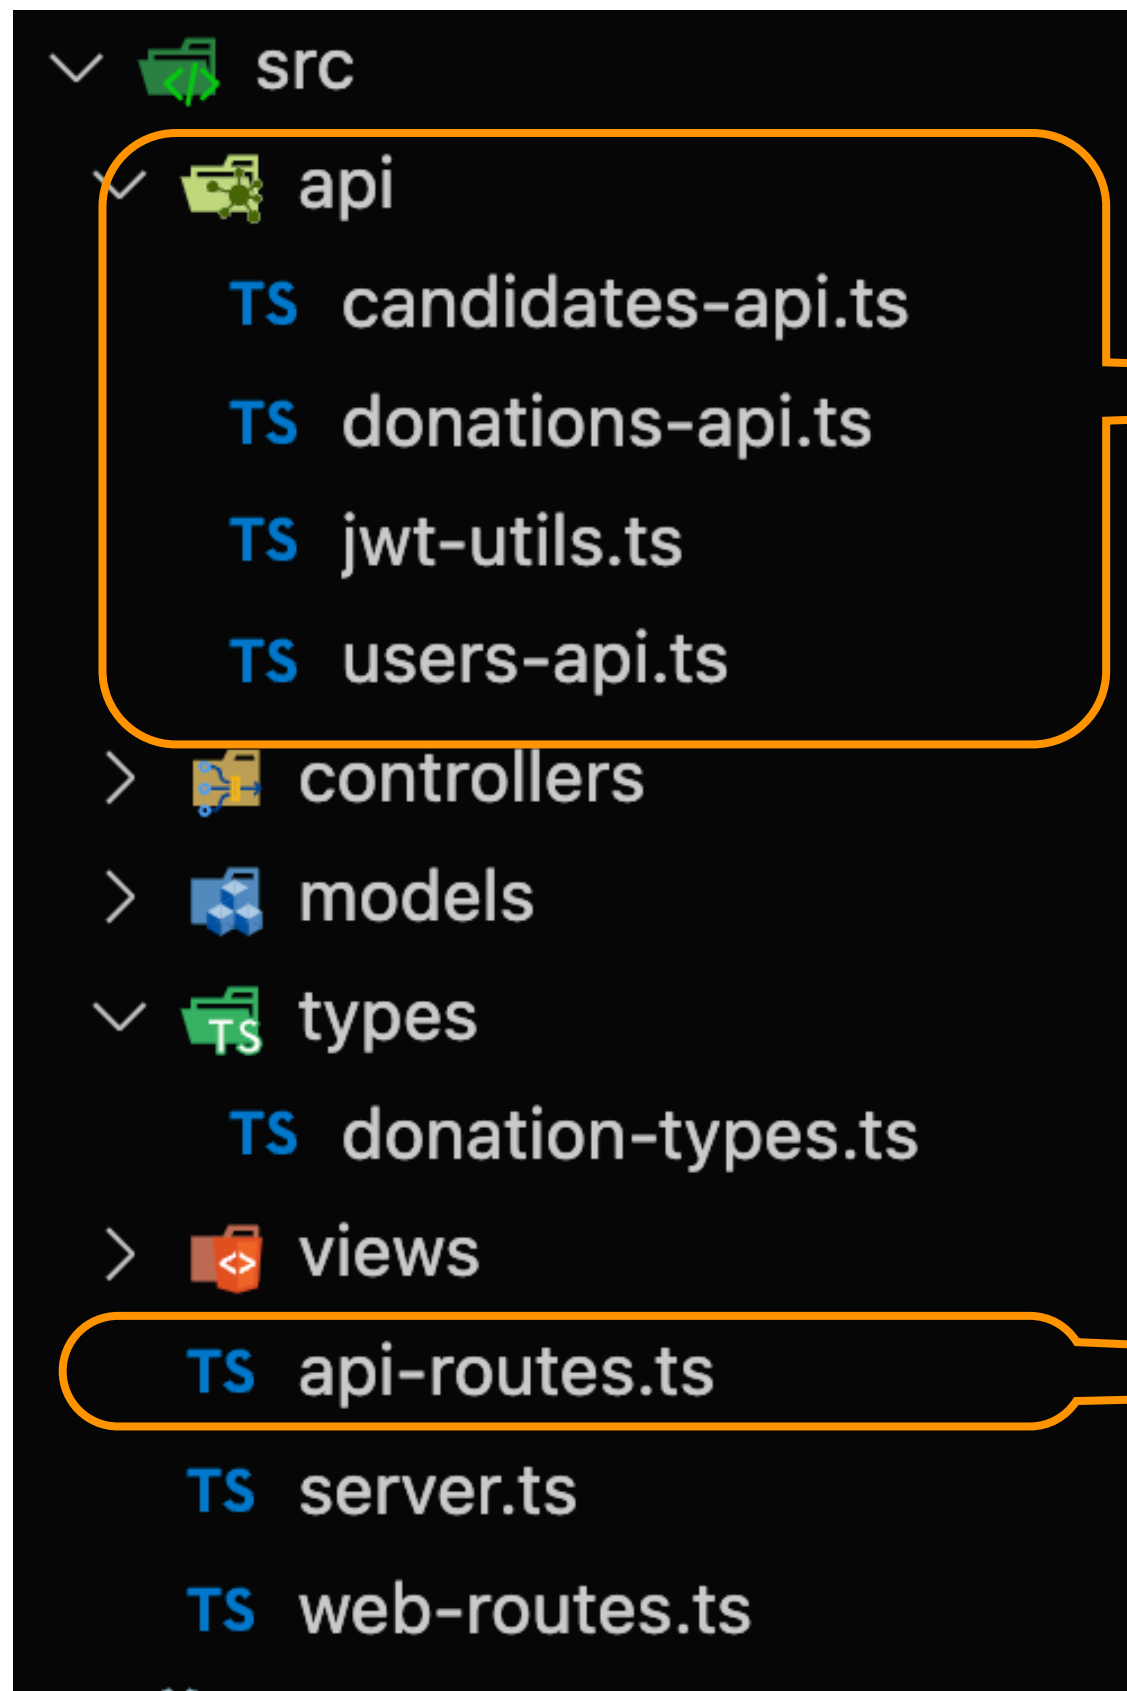 src
api
TS candidates-api.ts
TS donations-api.ts
TS jwt-utils.ts
TS users-api.ts
controllers
models
TS types
TS donation-types.ts
<> views
TS api-routes.ts
TS server.ts
TS web-routes.ts